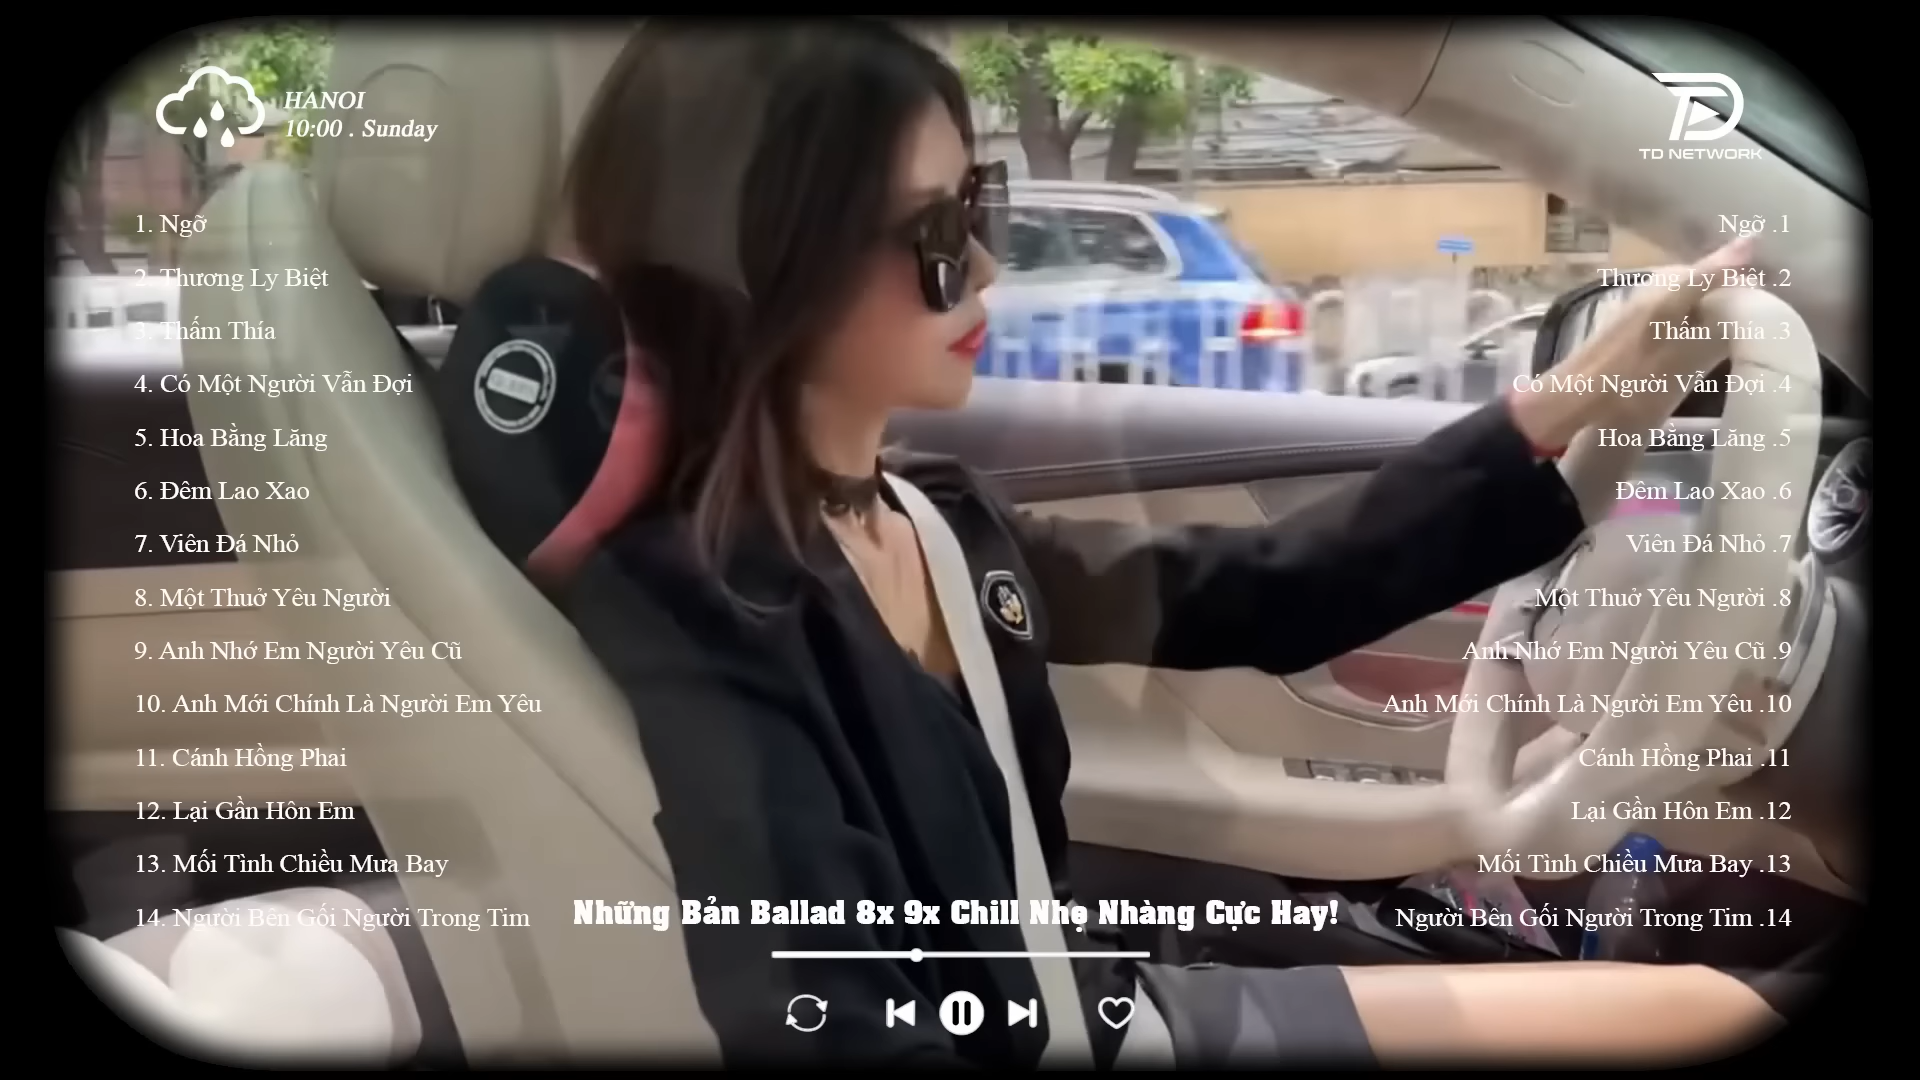 HANOI
10:00 . Sunday
TD NETWORK
1. Ngỡ
2. Thương Ly Biệt
3. Thấm Thía
4. Có Một Người Vẫn Đợi
5. Hoa Bằng Lăng
6. Đêm Lao Xao
7. Viên Đá Nhỏ
8. Một Thuở Yêu Người
9. Anh Nhớ Em Người Yêu Cũ
10. Anh Mới Chính Là Người Em Yêu
11. Cánh Hồng Phai
12. Lại Gần Hôn Em
13. Mối Tình Chiều Mưa Bay
14. Người Bên Gối Người Trong Tim
Ngỡ .1
Thương Ly Biệt .2
Thấm Thía .3
Có Một Người Vẫn Đợi .4
Hoa Bằng Lăng .5
Đêm Lao Xao .6
Viên Đá Nhỏ .7
Một Thuở Yêu Người .8
Anh Nhớ Em Người Yêu Cũ .9
Anh Mới Chính Là Người Em Yêu .10
Cánh Hồng Phai .11
Lại Gần Hôn Em .12
Mối Tình Chiều Mưa Bay .13
Người Bên Gối Người Trong Tim .14
Những Bản Ballad 8x 9x Chill Nhẹ Nhàng Cực Hay!